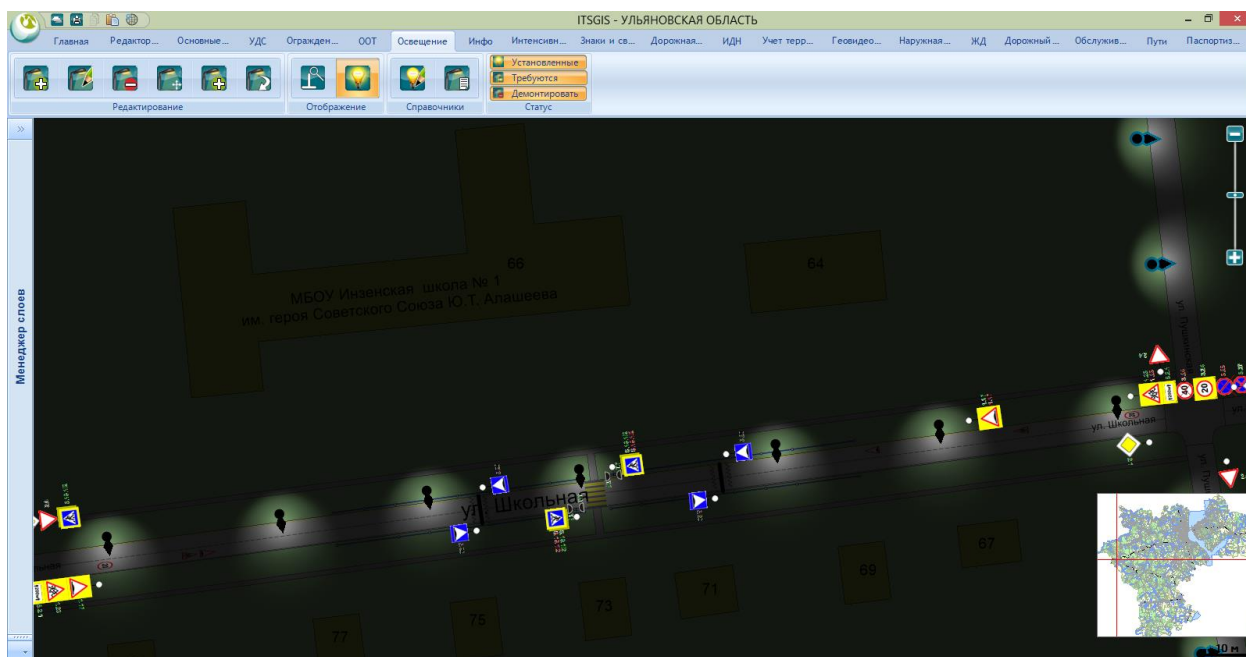 ITSGIS - УЛЬЯНОВСКАЯ ОБЛАСТЬ
Главная Редактор... Основные... УДС Огражден... ООТ Освещение Инфо Интенсивн... Знаки и св... Дорожная... ИДН Учет терр... Геовидео... Наружная... ЖД Дорожный... Обслужив... Пути Паспортиз...
Установленные
Требуются
Демонтировать
Редактирование Отображение Справочники Статус
Менеджер слоев
66
64
МБОУ Инзенская школа № 1
им. героя Советского Союза Ю.Т. Алашеева
40
20
ул. Школьная
ул. Школьная
67
69
71
73
75
77
10 м